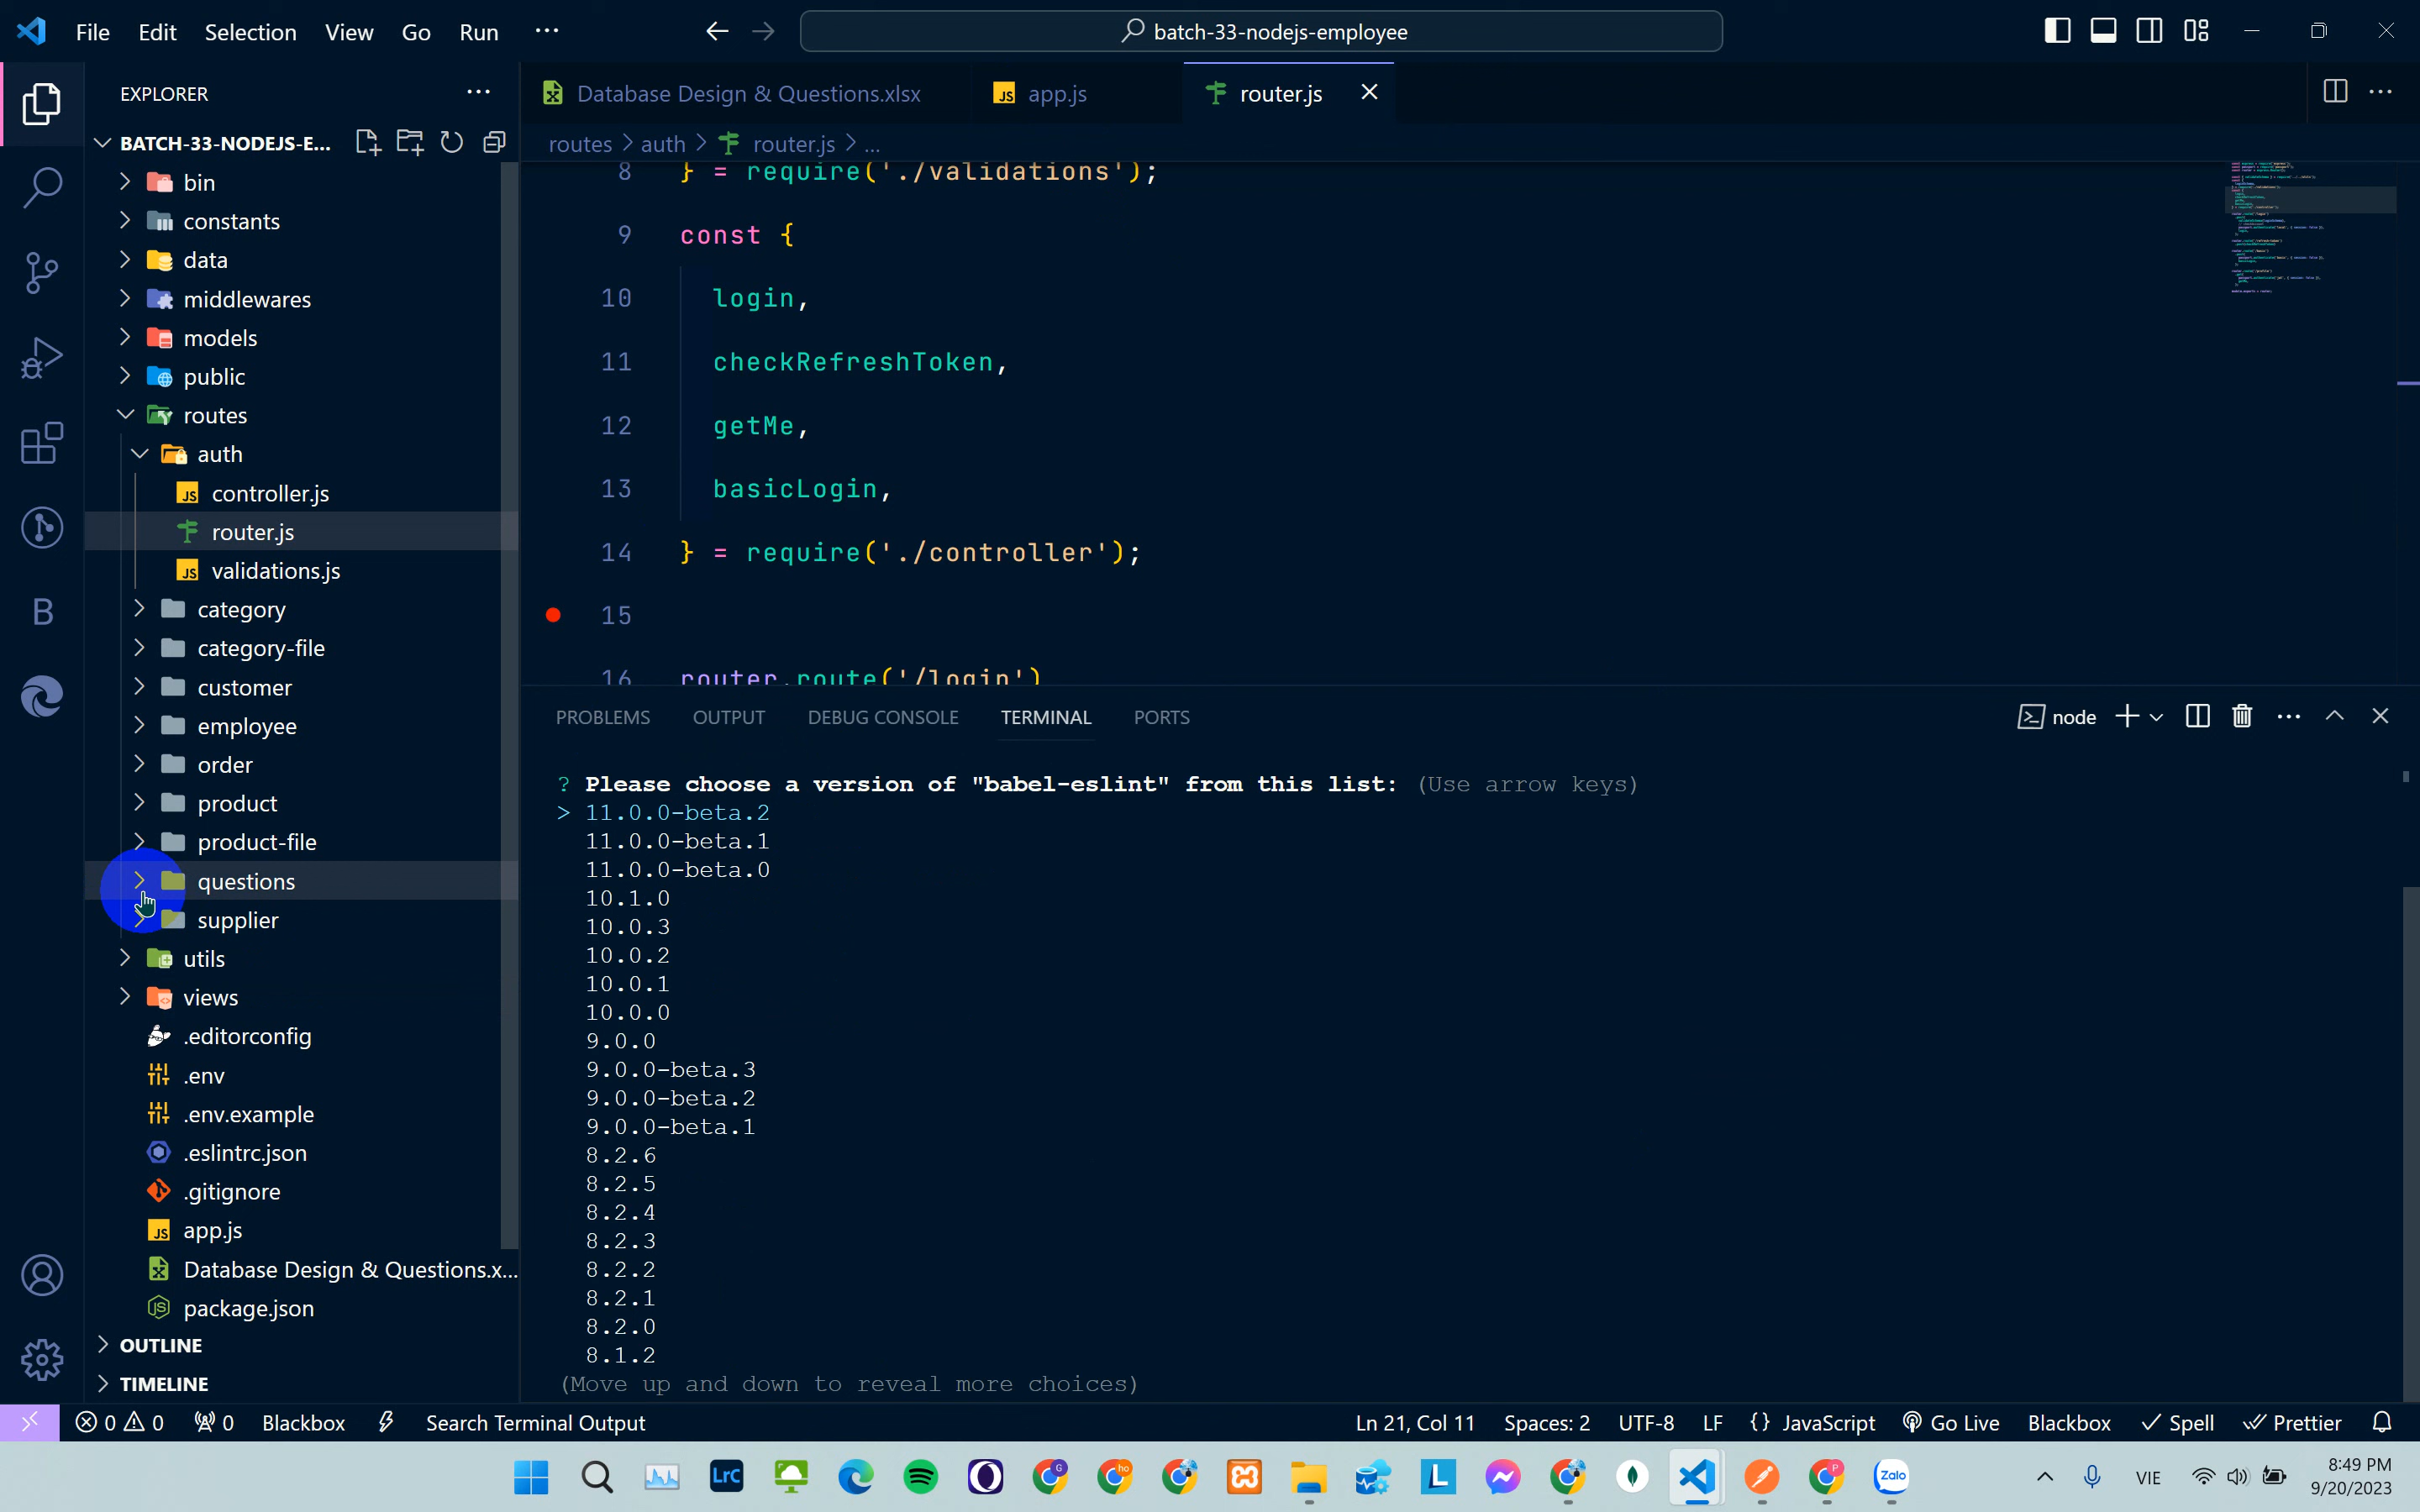 File Edit Selection View Go Run ···
batch-33-nodejs-employee
EXPLORER
BATCH-33-NODEJS-E...
bin
constants
data
middlewares
models
public
routes
auth
controller.js
router.js
validations.js
category
category-file
customer
employee
order
product
product-file
questions
supplier
utils
views
.editorconfig
.env
.env.example
.eslintrc.json
.gitignore
app.js
Database Design & Questions.x...
package.json
OUTLINE
TIMELINE
Database Design & Questions.xlsx app.js router.js
routes > auth > router.js > ...
8 } = require('./validations');
9 const {
10 login,
11 checkRefreshToken,
12 getMe,
13 basicLogin,
14 } = require('./controller');
15
16 router.route('/login')
PROBLEMS OUTPUT DEBUG CONSOLE TERMINAL PORTS
node
? Please choose a version of "babel-eslint" from this list: (Use arrow keys)
> 11.0.0-beta.2
11.0.0-beta.1
11.0.0-beta.0
10.1.0
10.0.3
10.0.2
10.0.1
10.0.0
9.0.0
9.0.0-beta.3
9.0.0-beta.2
9.0.0-beta.1
8.2.6
8.2.5
8.2.4
8.2.3
8.2.2
8.2.1
8.2.0
8.1.2
(Move up and down to reveal more choices)
0 0 0 Blackbox Search Terminal Output Ln 21, Col 11 Spaces: 2 UTF-8 LF {} JavaScript Go Live Blackbox Spell Prettier
LrC G ho L P Zalo VIE
8:49 PM
9/20/2023